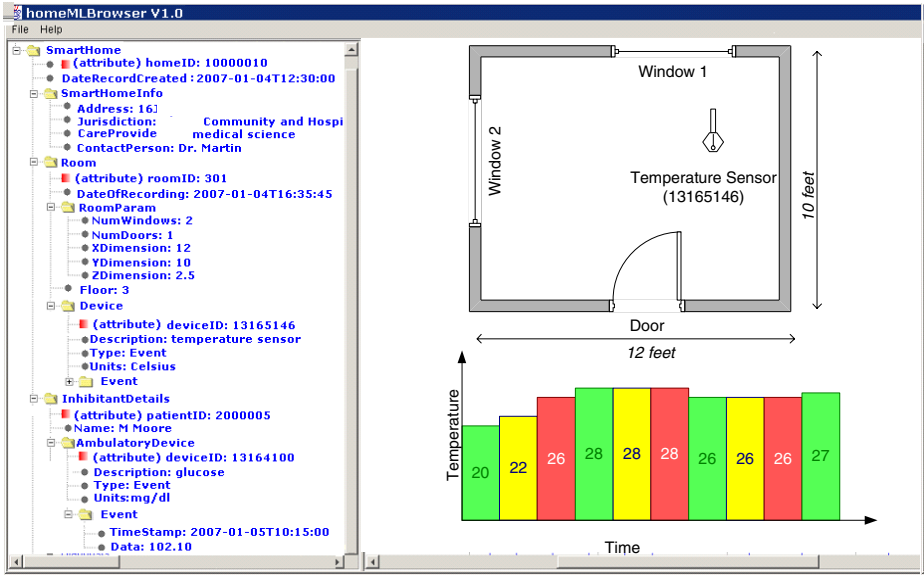 homeMLBrowser V1.0
File Help
SmartHome
(attribute) homeID: 10000010
DateRecordCreated : 2007-01-04T12:30:00
SmartHomeInfo
Address: 16
Jurisdiction: Community and Hospi
CareProvide medical science
ContactPerson: Dr. Martin
Room
(attribute) roomID: 301
DateOfRecording: 2007-01-04T16:35:45
RoomParam
NumWindows: 2
NumDoors: 1
XDimension: 12
YDimension: 10
ZDimension: 2.5
Floor: 3
Device
(attribute) deviceID: 13165146
Description: temperature sensor
Type: Event
Units: Celsius
Event
InhibitantDetails
(attribute) patientID: 2000005
Name: M Moore
AmbulatoryDevice
(attribute) deviceID: 13164100
Description: glucose
Type: Event
Units:mg/dl
Event
TimeStamp: 2007-01-05T10:15:00
Data: 102.10
Window 1
Window 2
Temperature Sensor
(13165146)
10 feet
Door
12 feet
Temperature
20 22 26 28 28 28 26 26 26 27
Time